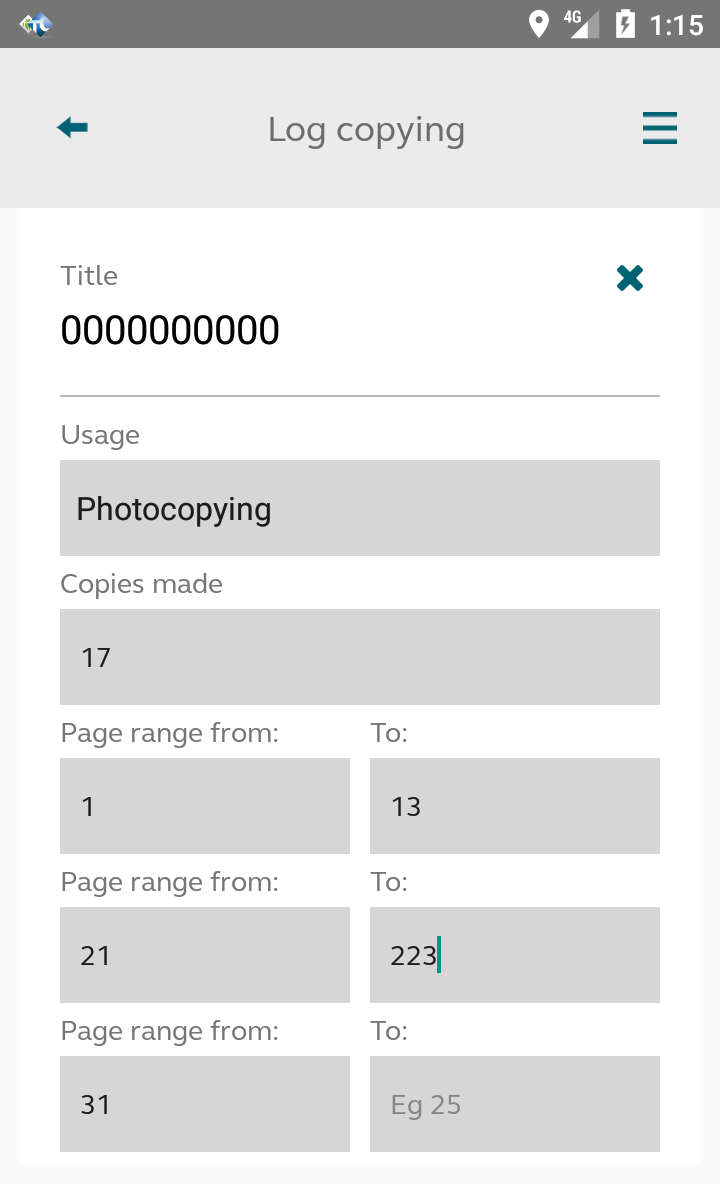 4G 1:15
Log copying
Title
0000000000
Usage
Photocopying
Copies made
17
Page range from: To:
1 13
Page range from: To:
21 223
Page range from: To:
31 Eg 25